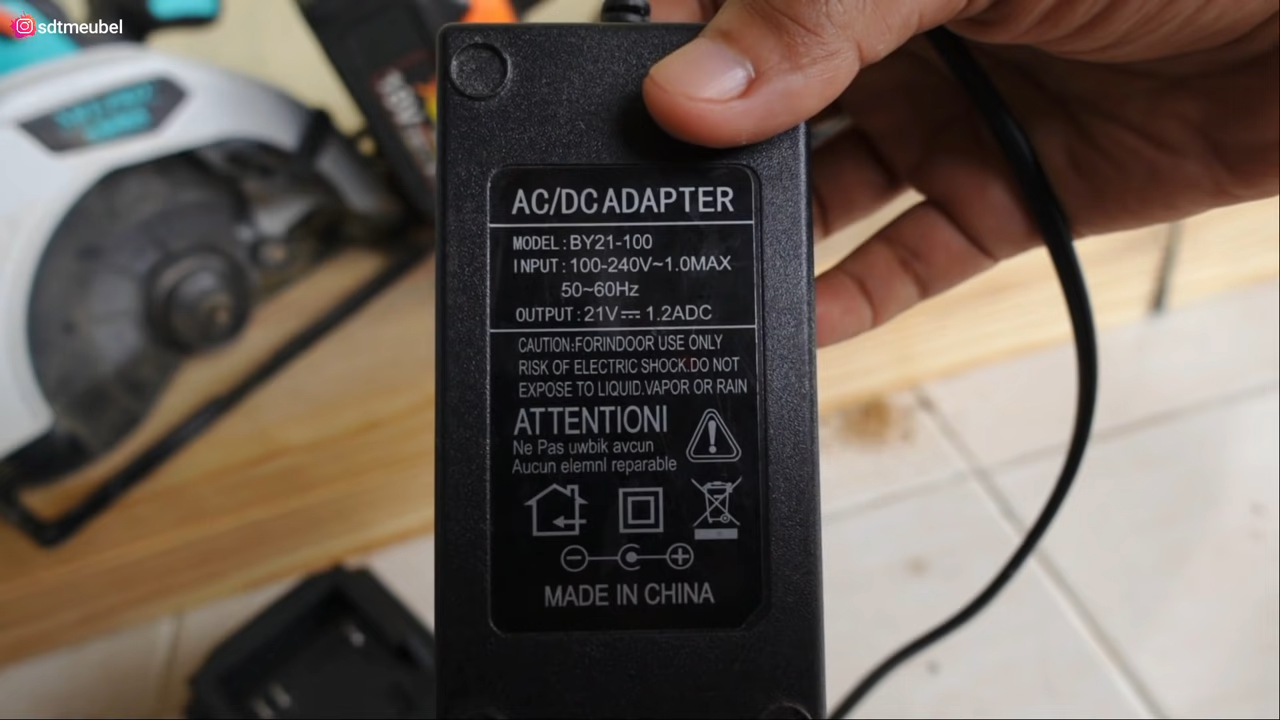 sdtmeubel
AC/DC ADAPTER
MODEL: BY21-100
INPUT: 100-240V~1.0MAX
50~60Hz
OUTPUT: 21V⎓1.2ADC
CAUTION:FORINDOOR USE ONLY
RISK OF ELECTRIC SHOCK.DO NOT
EXPOSE TO LIQUID.VAPOR OR RAIN
ATTENTIONI
Ne Pas uwbik avcun
Aucun elemnl reparable
MADE IN CHINA